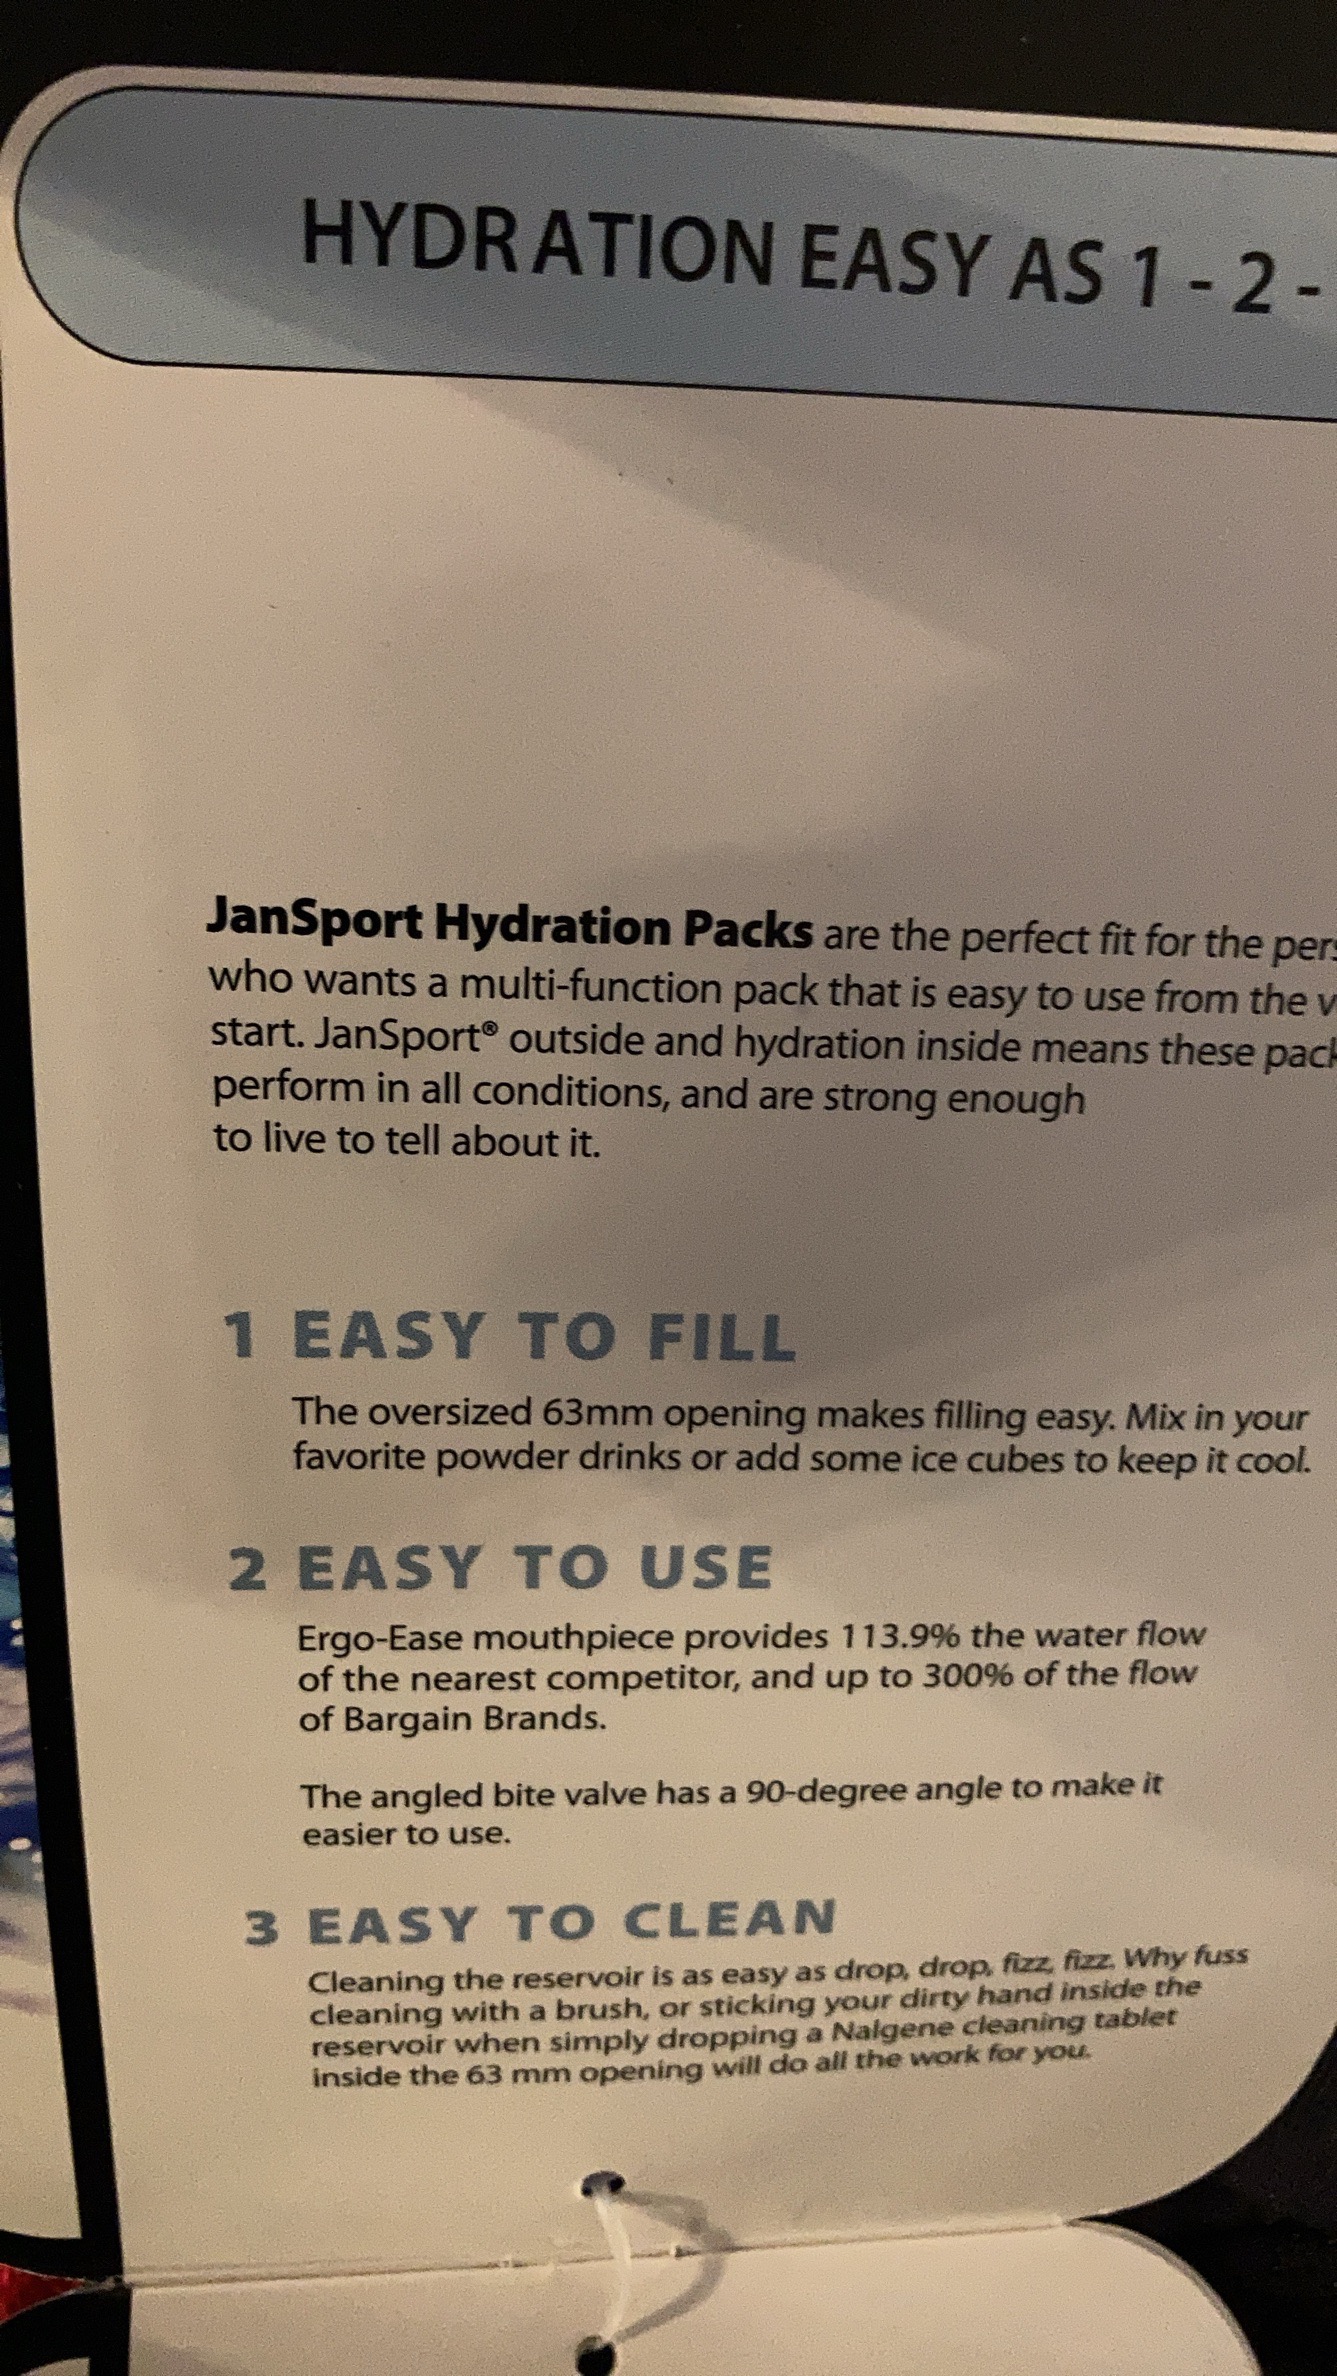 HYDRATION EASY AS 1 - 2 -
JanSport Hydration Packs are the perfect fit for the
who wants a multi-function pack that is easy to use from the
start. JanSport® outside and hydration inside means these
perform in all conditions, and are strong enough
to live to tell about it.
1 EASY TO FILL
The oversized 63mm opening makes filling easy. Mix in your
favorite powder drinks or add some ice cubes to keep it cool.
2 EASY TO USE
Ergo-Ease mouthpiece provides 113.9% the water flow
of the nearest competitor, and up to 300% of the flow
of Bargain Brands.
The angled bite valve has a 90-degree angle to make it
easier to use.
3 EASY TO CLEAN
Cleaning the reservoir is as easy as drop, drop, fizz, fizz. Why fuss
cleaning with a brush, or sticking your dirty hand inside the
reservoir when simply dropping a Nalgene cleaning tablet
inside the 63 mm opening will do all the work for you.